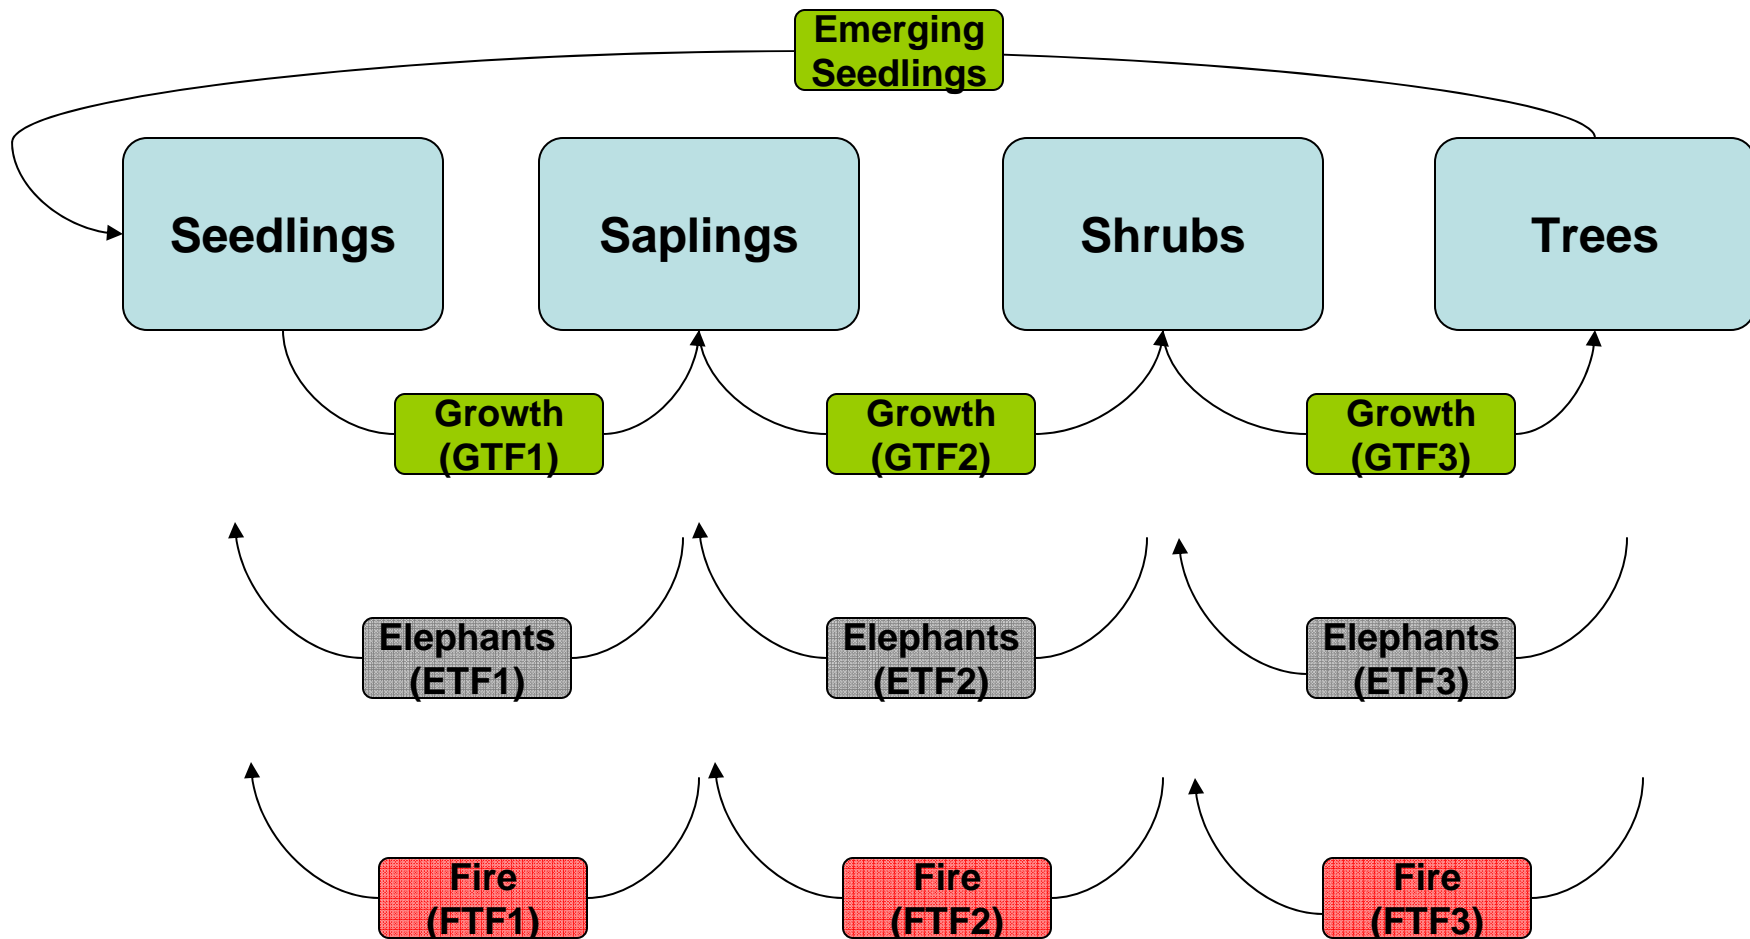 Emerging
Seedlings
Seedlings
Saplings
Shrubs
Trees
Growth
(GTF1)
Growth
(GTF2)
Growth
(GTF3)
Elephants
(ETF1)
Elephants
(ETF2)
Elephants
(ETF3)
Fire
(FTF1)
Fire
(FTF2)
Fire
(FTF3)